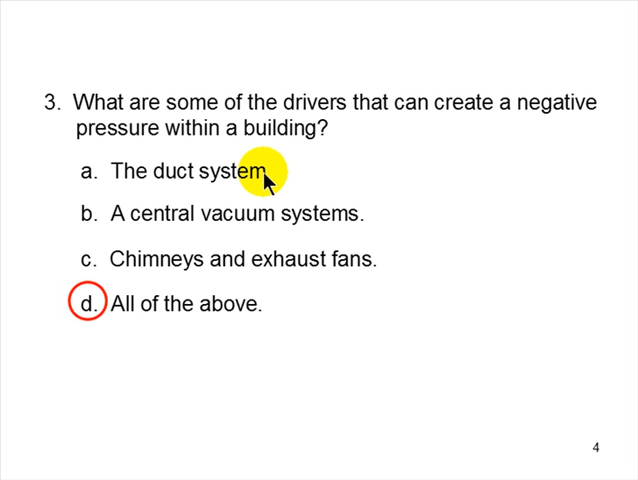 3. What are some of the drivers that can create a negative
pressure within a building?
a. The duct system
b. A central vacuum systems.
c. Chimneys and exhaust fans.
d. All of the above.
4